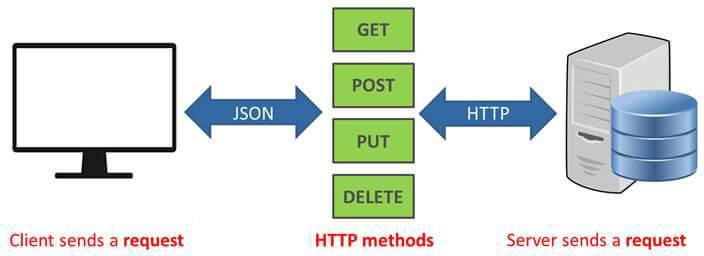 GET
POST
PUT
DELETE
JSON
HTTP
Client sends a request
HTTP methods
Server sends a request